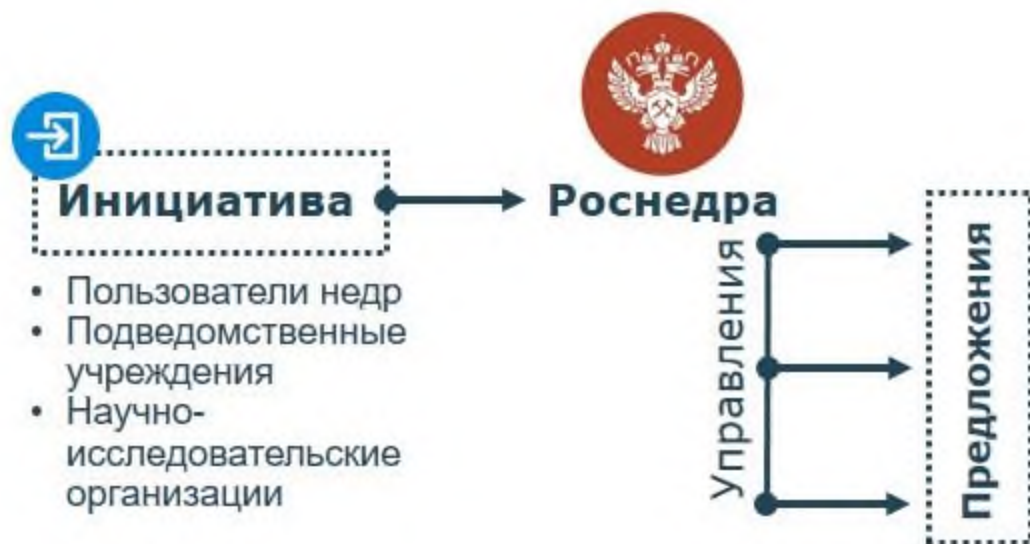 Инициатива
Роснедра
• Пользователи недр
• Подведомственные
учреждения
• Научно-
исследовательские
организации
Управления
Предложения